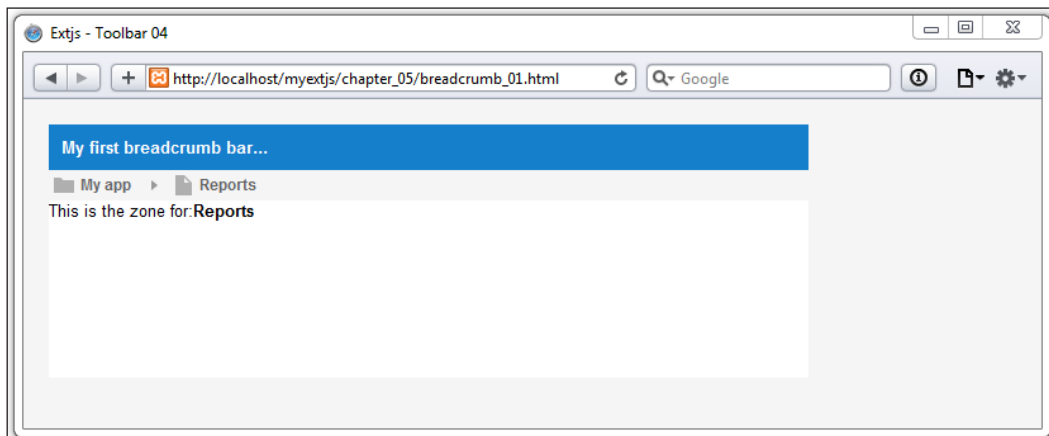 Extjs - Toolbar 04
http://localhost/myextjs/chapter_05/breadcrumb_01.html
Google
My first breadcrumb bar...
My app Reports
This is the zone for:Reports